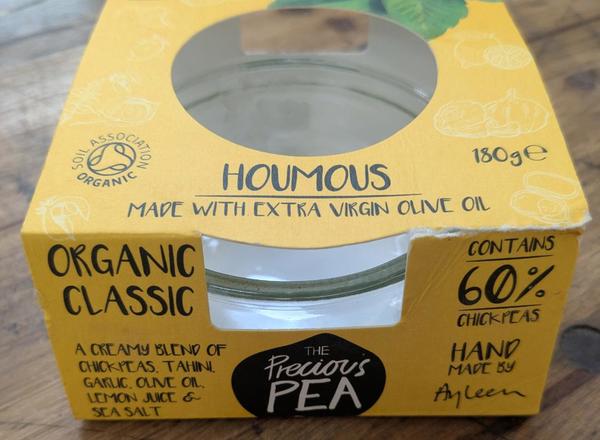 SOIL ASSOCIATION
ORGANIC
180g e
HOUMOUS
MADE WITH EXTRA VIRGIN OLIVE OIL
ORGANIC
CLASSIC
A CREAMY BLEND OF
CHICKPEAS, TAHINI,
GARLIC, OLIVE OIL,
LEMON JUICE &
SEA SALT
THE
Precious
PEA
CONTAINS
60%
CHICKPEAS
HAND
MADE BY
Ayleen